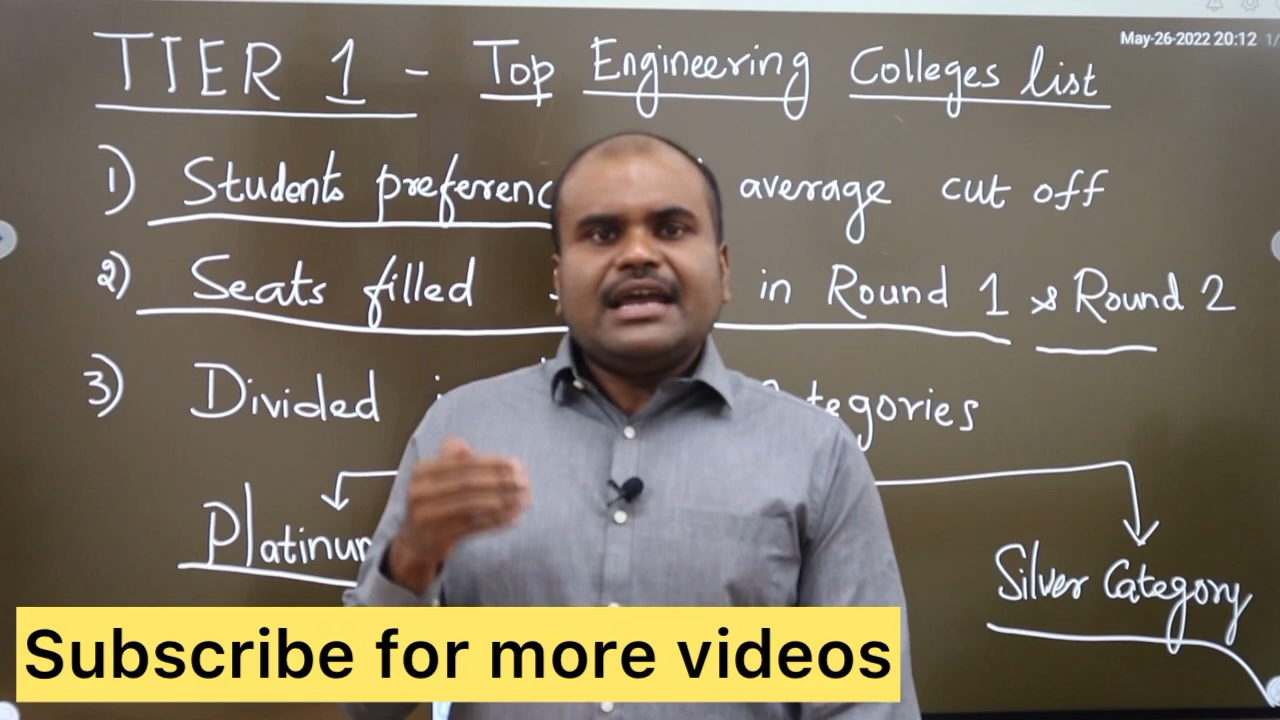 May-26-2022 20:12 1/
TIER 1 - Top Engineering Colleges list
1) Students preferenc average cut off
2) Seats filled in Round 1 & Round 2
3) Divided tegories
Platinum Silver Category
Subscribe for more videos